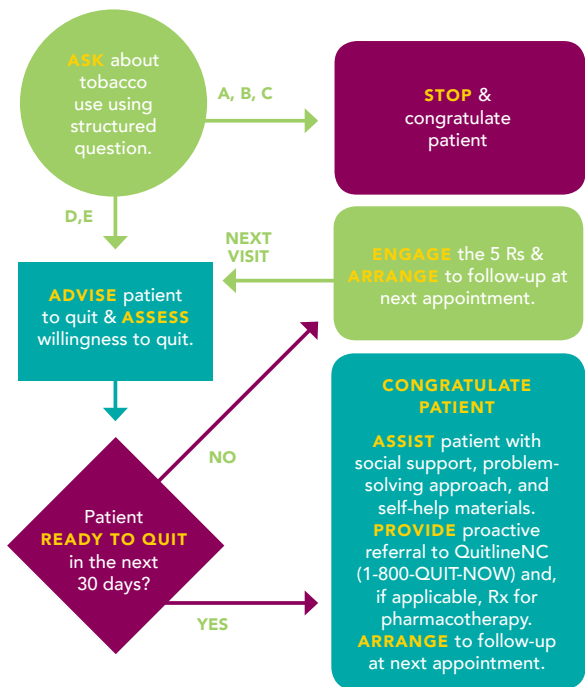 ASK about
tobacco
use using
structured
question.
A, B, C
STOP &
congratulate
patient
D,E
NEXT
VISIT
ENGAGE the 5 Rs &
ARRANGE to follow-up at
next appointment.
ADVISE patient
to quit & ASSESS
willingness to quit.
NO
Patient
READY TO QUIT
in the next
30 days?
YES
CONGRATULATE
PATIENT
ASSIST patient with
social support, problem-
solving approach, and
self-help materials.
PROVIDE proactive
referral to QuitlineNC
(1-800-QUIT-NOW) and,
if applicable, Rx for
pharmacotherapy.
ARRANGE to follow-up
at next appointment.